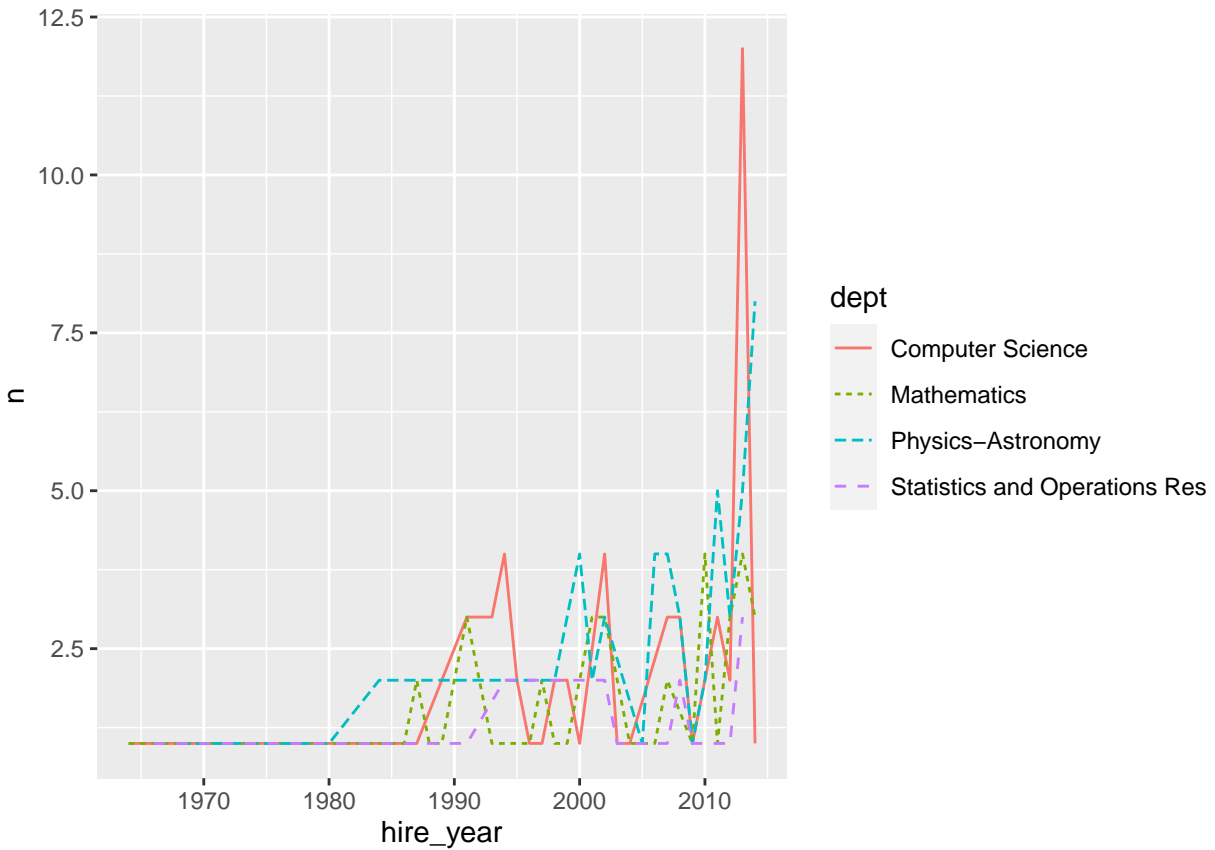 12.5
10.0
7.5
5.0
2.5
n
1970 1980 1990 2000 2010
hire_year
dept
Computer Science
Mathematics
Physics−Astronomy
Statistics and Operations Res